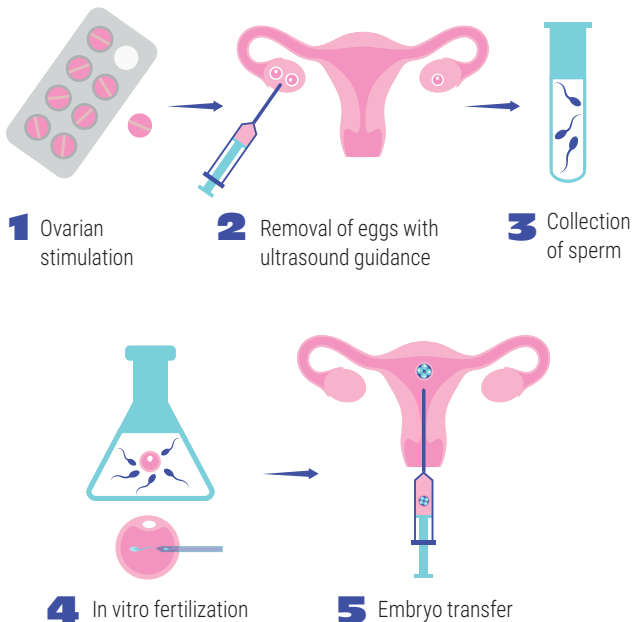 1 Ovarian
stimulation
2 Removal of eggs with
ultrasound guidance
3 Collection
of sperm
4 In vitro fertilization
5 Embryo transfer